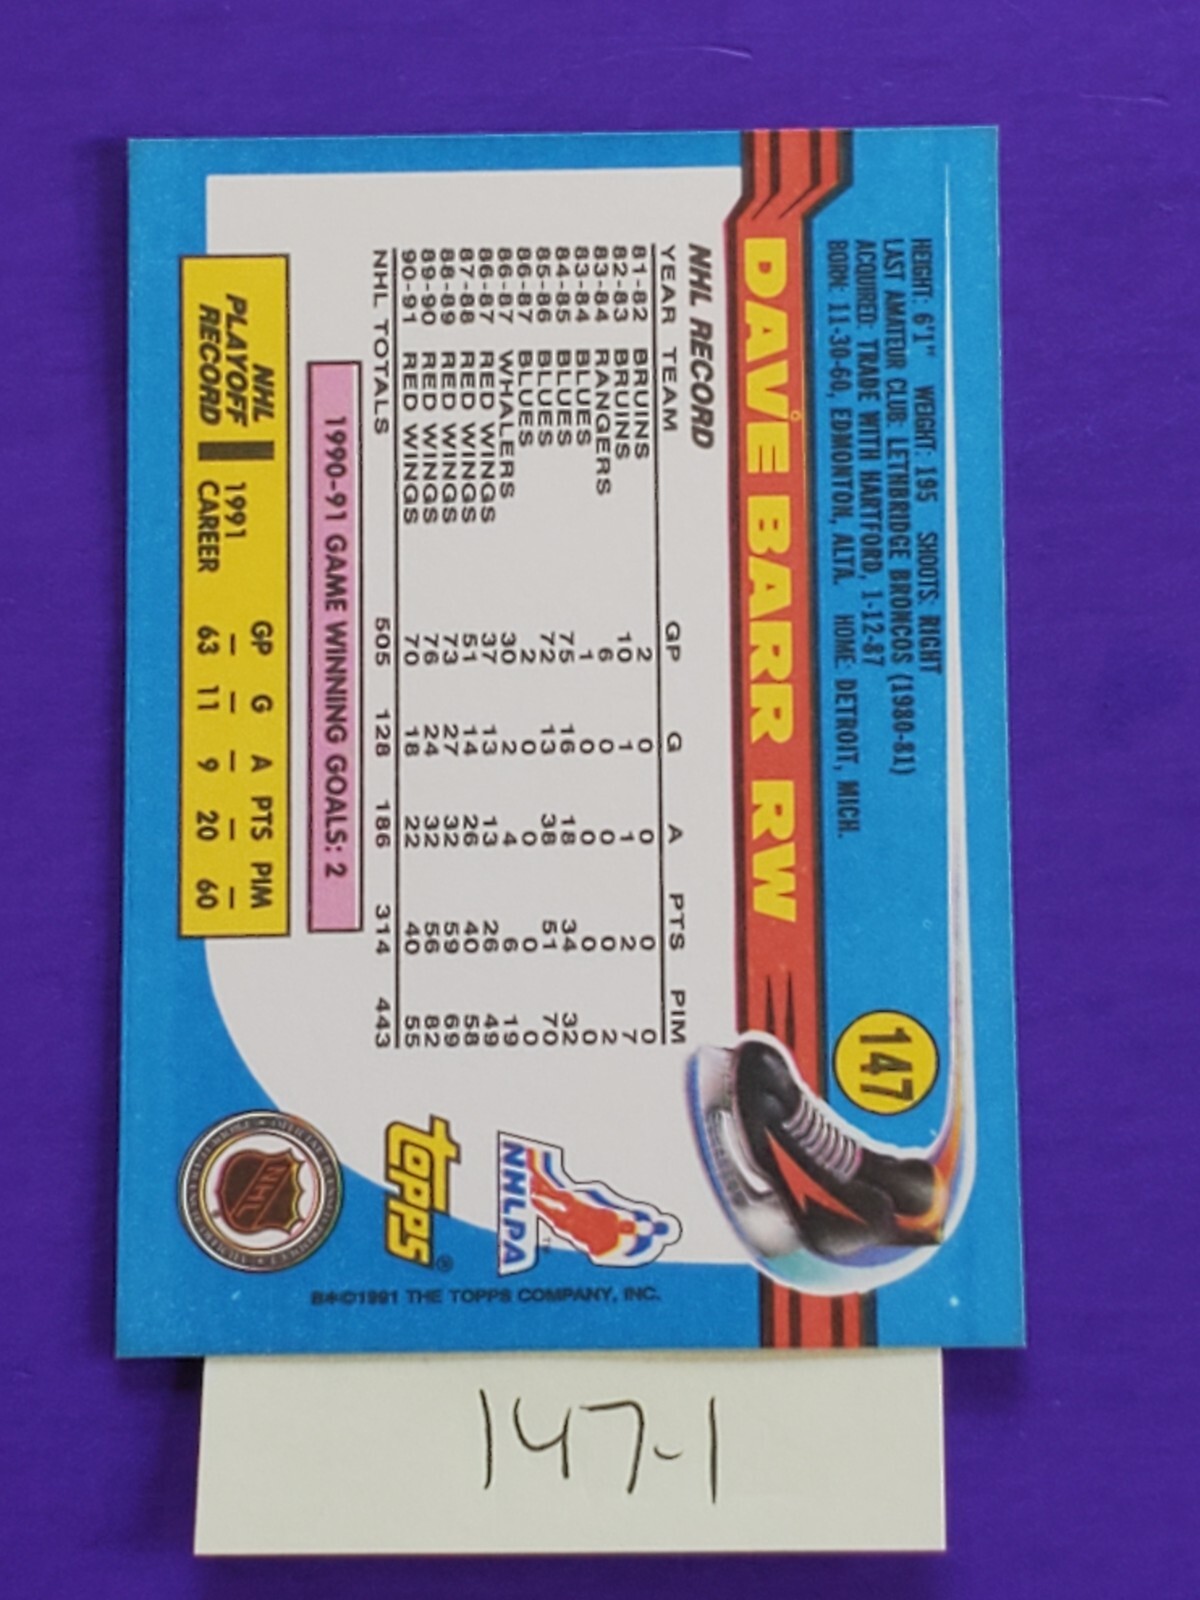 147
HEIGHT: 6'1" WEIGHT: 195 SHOOTS: RIGHT
LAST AMATEUR CLUB: LETHBRIDGE BRONCOS (1980-81)
ACQUIRED: TRADE WITH HARTFORD, 1-12-87
BORN: 11-30-60, EDMONTON, ALTA. HOME: DETROIT, MICH.
DAVE BARR RW
NHL RECORD
YEAR TEAM GP G A PTS PIM
81-82 BRUINS 2 0 0 0 0
82-83 BRUINS 10 1 1 2 7
83-84 RANGERS 6 0 0 0 2
83-84 BLUES 1 0 0 0 0
84-85 BLUES 75 16 18 34 32
85-86 BLUES 72 13 38 51 70
86-87 BLUES 2 0 0 0 0
86-87 WHALERS 30 2 4 6 19
86-87 RED WINGS 37 13 13 26 49
87-88 RED WINGS 51 14 26 40 58
88-89 RED WINGS 73 27 32 59 69
89-90 RED WINGS 76 24 32 56 82
90-91 RED WINGS 70 18 22 40 55
NHL TOTALS 505 128 186 314 443
1990-91 GAME WINNING GOALS: 2
NHL PLAYOFF RECORD
GP G A PTS PIM
1991 — — — — —
CAREER 63 11 9 20 60
NHLPA TM
topps ®
NHL
B*©1991 THE TOPPS COMPANY, INC.
147-1